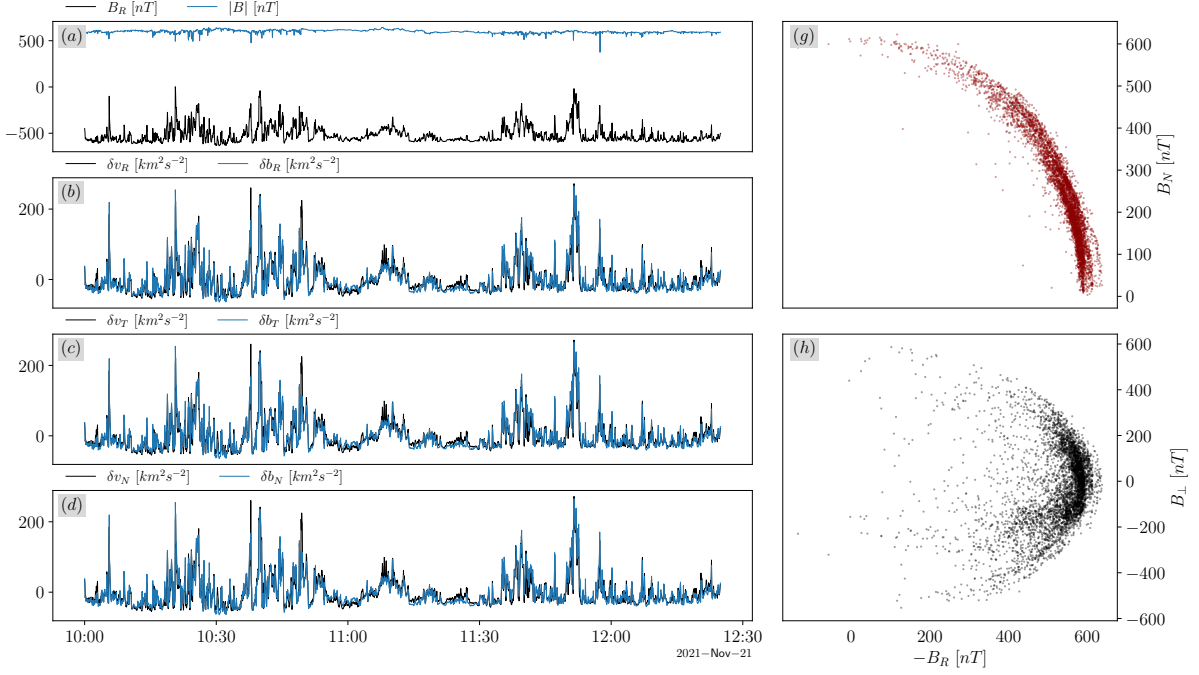 B_R [nT] |B| [nT]
(a)
500
0
−500
δv_R [km²s⁻²] δb_R [km²s⁻²]
(b)
200
0
δv_T [km²s⁻²] δb_T [km²s⁻²]
(c)
200
0
δv_N [km²s⁻²] δb_N [km²s⁻²]
(d)
200
0
10:00 10:30 11:00 11:30 12:00 12:30
2021−Nov−21
(g)
600
500
400
300
200
100
0
B_N [nT]
(h)
600
400
200
0
−200
−400
−600
B_⊥ [nT]
0 200 400 600
−B_R [nT]